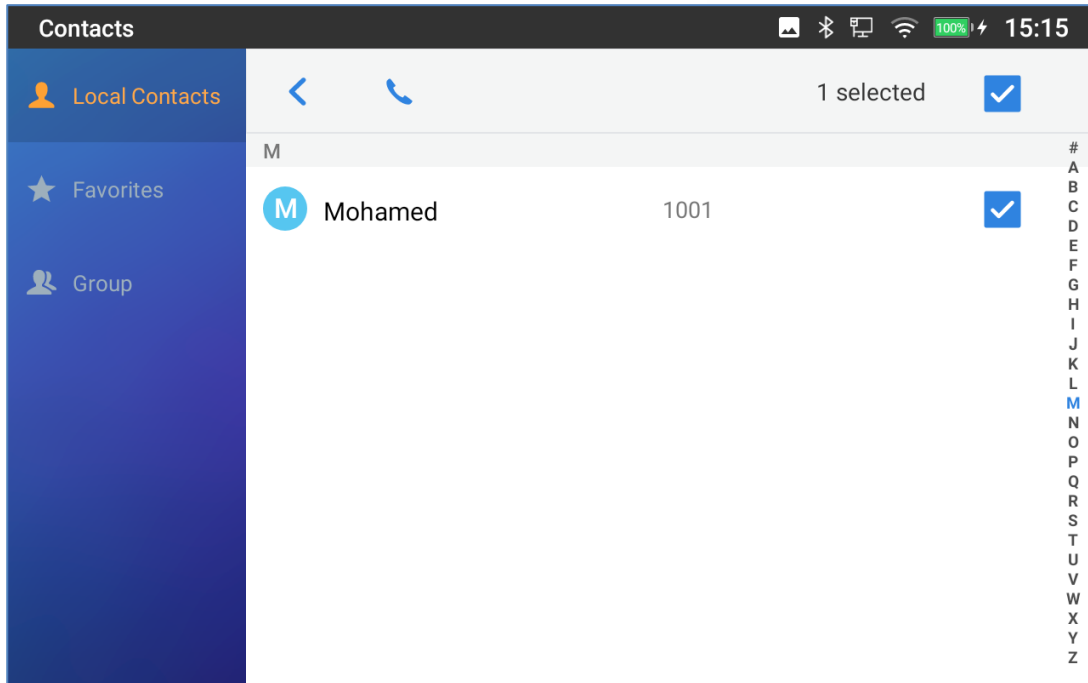 Contacts
100%
15:15
Local Contacts
Favorites
Group
1 selected
M
M
Mohamed
1001
#
A
B
C
D
E
F
G
H
I
J
K
L
M
N
O
P
Q
R
S
T
U
V
W
X
Y
Z